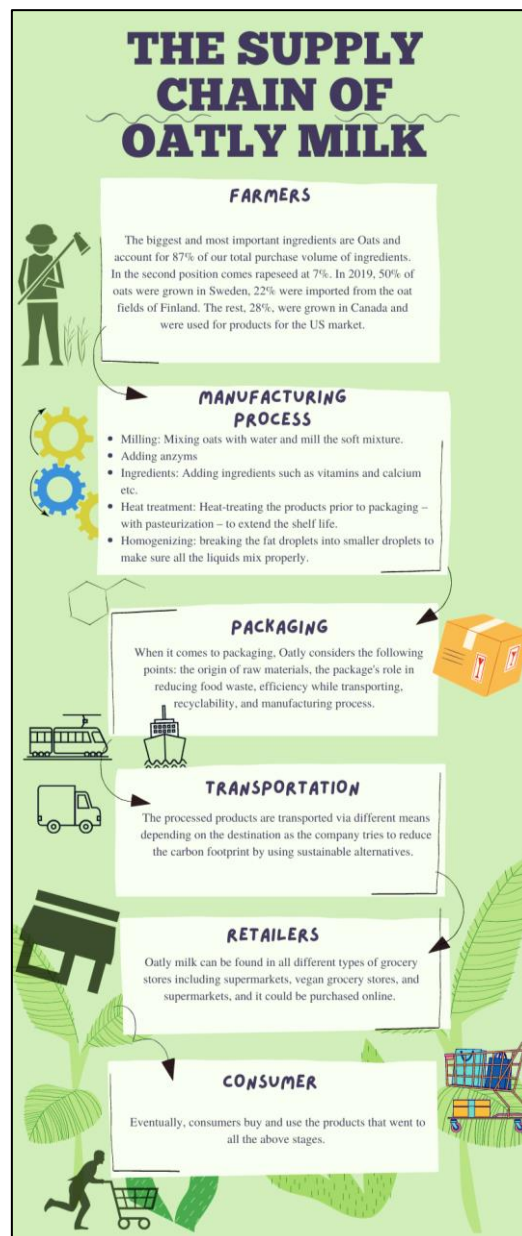 THE SUPPLY
CHAIN OF
OATLY MILK
FARMERS
The biggest and most important ingredients are Oats and
account for 87% of our total purchase volume of ingredients.
In the second position comes rapeseed at 7%. In 2019, 50% of
oats were grown in Sweden, 22% were imported from the oat
fields of Finland. The rest, 28%, were grown in Canada and
were used for products for the US market.
MANUFACTURING
PROCESS
• Milling: Mixing oats with water and mill the soft mixture.
• Adding anzyms
• Ingredients: Adding ingredients such as vitamins and calcium
etc.
• Heat treatment: Heat-treating the products prior to packaging –
with pasteurization – to extend the shelf life.
• Homogenizing: breaking the fat droplets into smaller droplets to
make sure all the liquids mix properly.
PACKAGING
When it comes to packaging, Oatly considers the following
points: the origin of raw materials, the package's role in
reducing food waste, efficiency while transporting,
recyclability, and manufacturing process.
TRANSPORTATION
The processed products are transported via different means
depending on the destination as the company tries to reduce
the carbon footprint by using sustainable alternatives.
RETAILERS
Oatly milk can be found in all different types of grocery
stores including supermarkets, vegan grocery stores, and
supermarkets, and it could be purchased online.
CONSUMER
Eventually, consumers buy and use the products that went to
all the above stages.